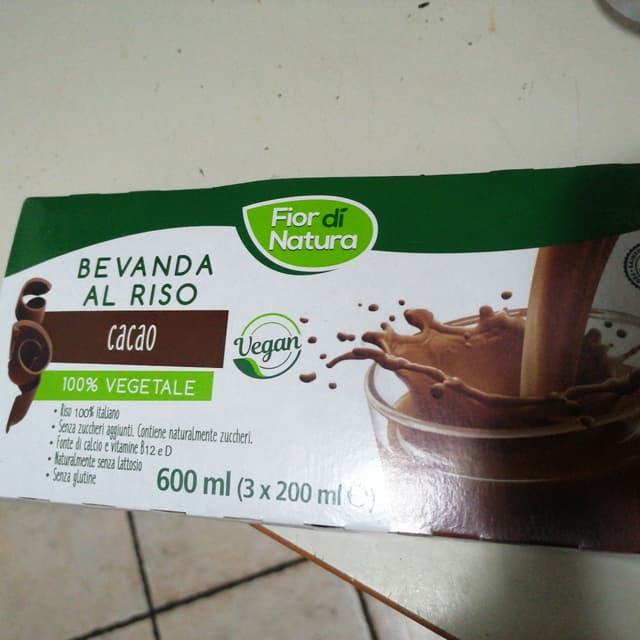 Fior di
Natura
BEVANDA
AL RISO
cacao
Vegan
100% VEGETALE
• Riso 100% italiano
• Senza zuccheri aggiunti. Contiene naturalmente zuccheri.
• Fonte di calcio e vitamine B12 e D
• Naturalmente senza lattosio
• Senza glutine
600 ml (3 x 200 ml ℮)